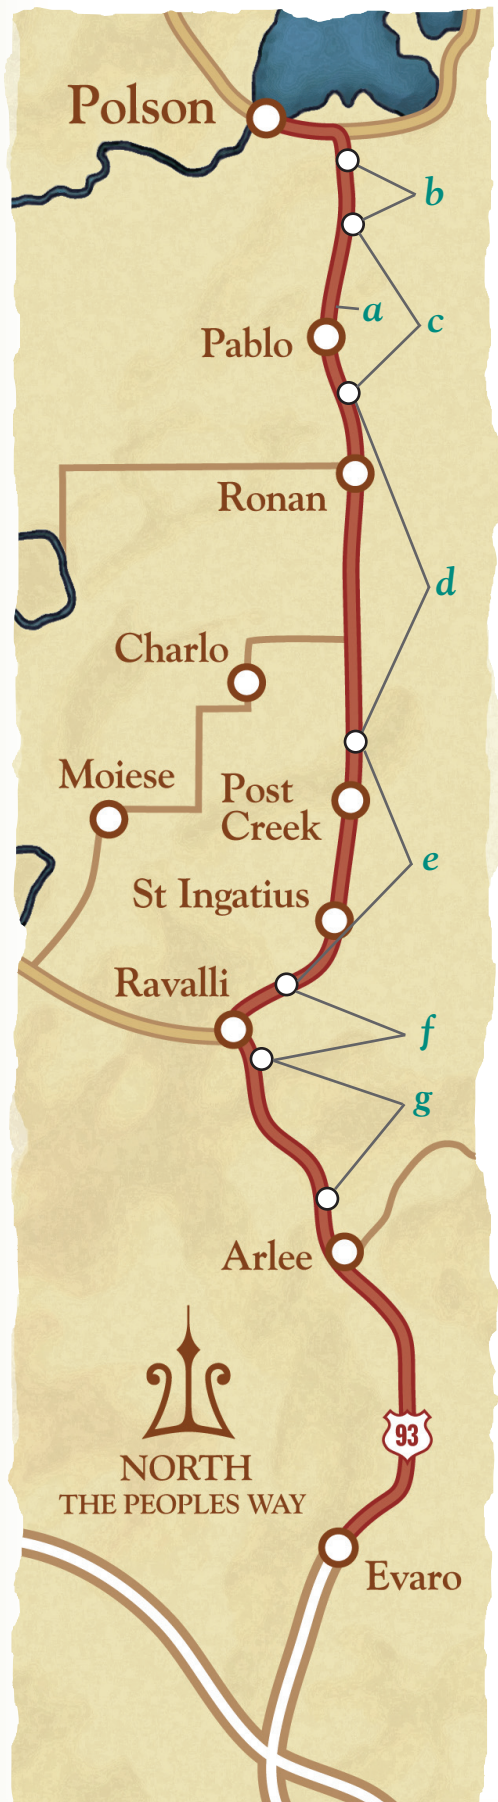 Polson
b
a
c
Pablo
Ronan
d
Charlo
Moiese
Post
Creek
e
St Ingatius
Ravalli
f
g
Arlee
93
NORTH
THE PEOPLES WAY
Evaro